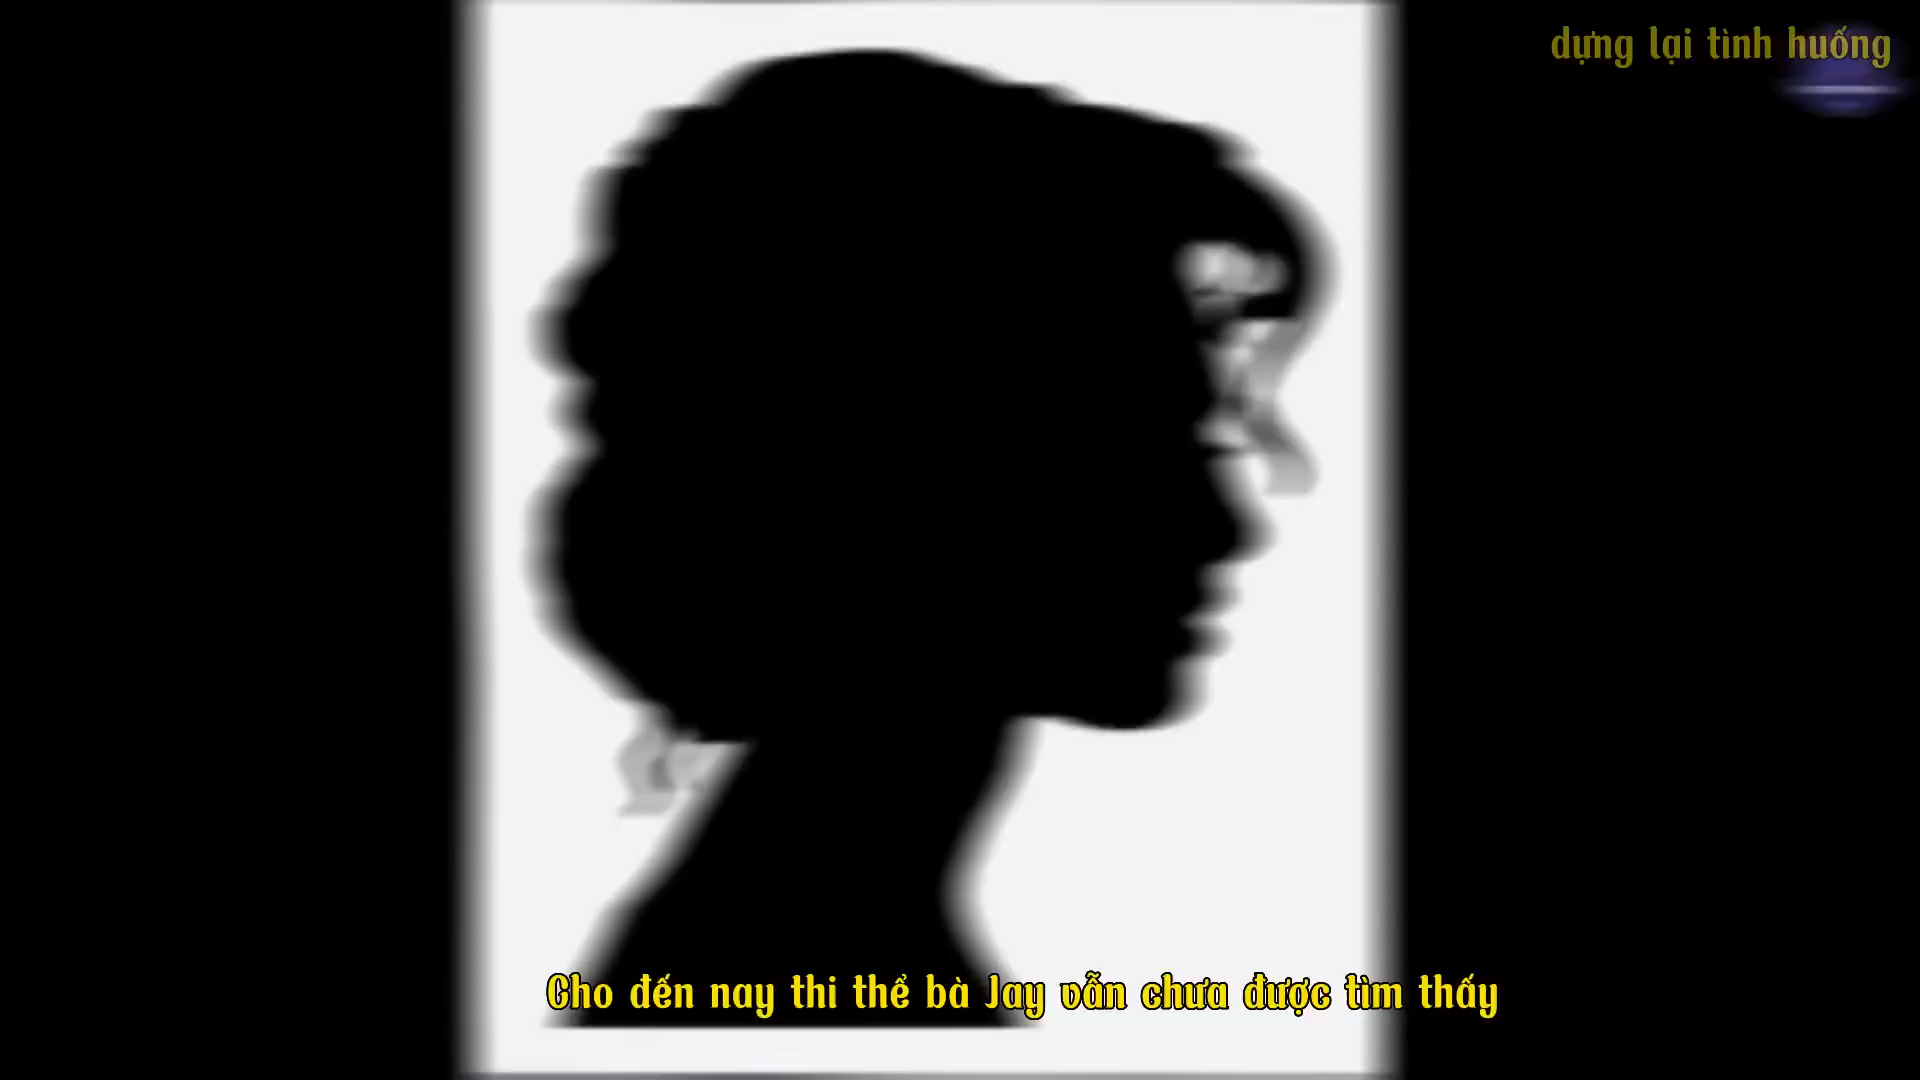 dựng lại tình huống
Cho đến nay thi thể bà Jay vẫn chưa được tìm thấy